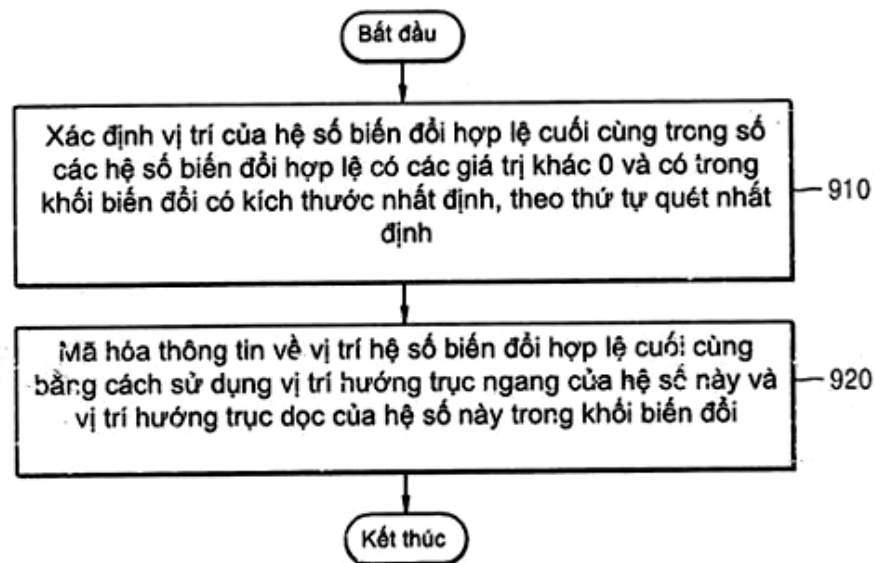 Bắt đầu
Xác định vị trí của hệ số biến đổi hợp lệ cuối cùng trong số
các hệ số biến đổi hợp lệ có các giá trị khác 0 và có trong
khối biến đổi có kích thước nhất định, theo thứ tự quét nhất
định
910
Mã hóa thông tin về vị trí hệ số biến đổi hợp lệ cuối cùng
bằng cách sử dụng vị trí hướng trục ngang của hệ số này và
vị trí hướng trục dọc của hệ số này trong khối biến đổi
920
Kết thúc